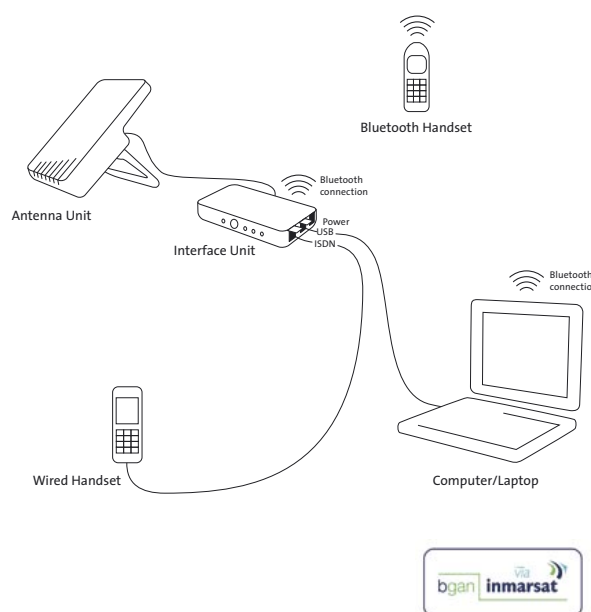 Bluetooth Handset
Bluetooth
connection
Antenna Unit
Power
USB
ISDN
Interface Unit
Bluetooth
connectio
Wired Handset
Computer/Laptop
via
bgan inmarsat